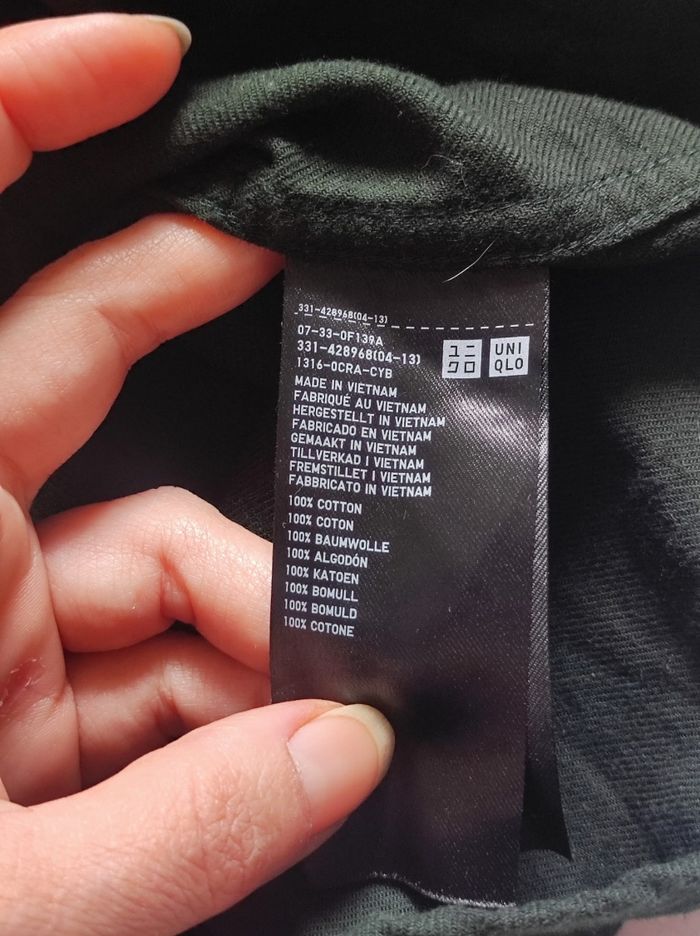 331-428968(04-13)
07-33-0F139A
331-428968(04-13)
1316-0CRA-CYB
ユニ
クロ
UNI
QLO
MADE IN VIETNAM
FABRIQUÉ AU VIETNAM
HERGESTELLT IN VIETNAM
FABRICADO EN VIETNAM
GEMAAKT IN VIETNAM
TILLVERKAD I VIETNAM
FREMSTILLET I VIETNAM
FABBRICATO IN VIETNAM
100% COTTON
100% COTON
100% BAUMWOLLE
100% ALGODÓN
100% KATOEN
100% BOMULL
100% BOMULD
100% COTONE